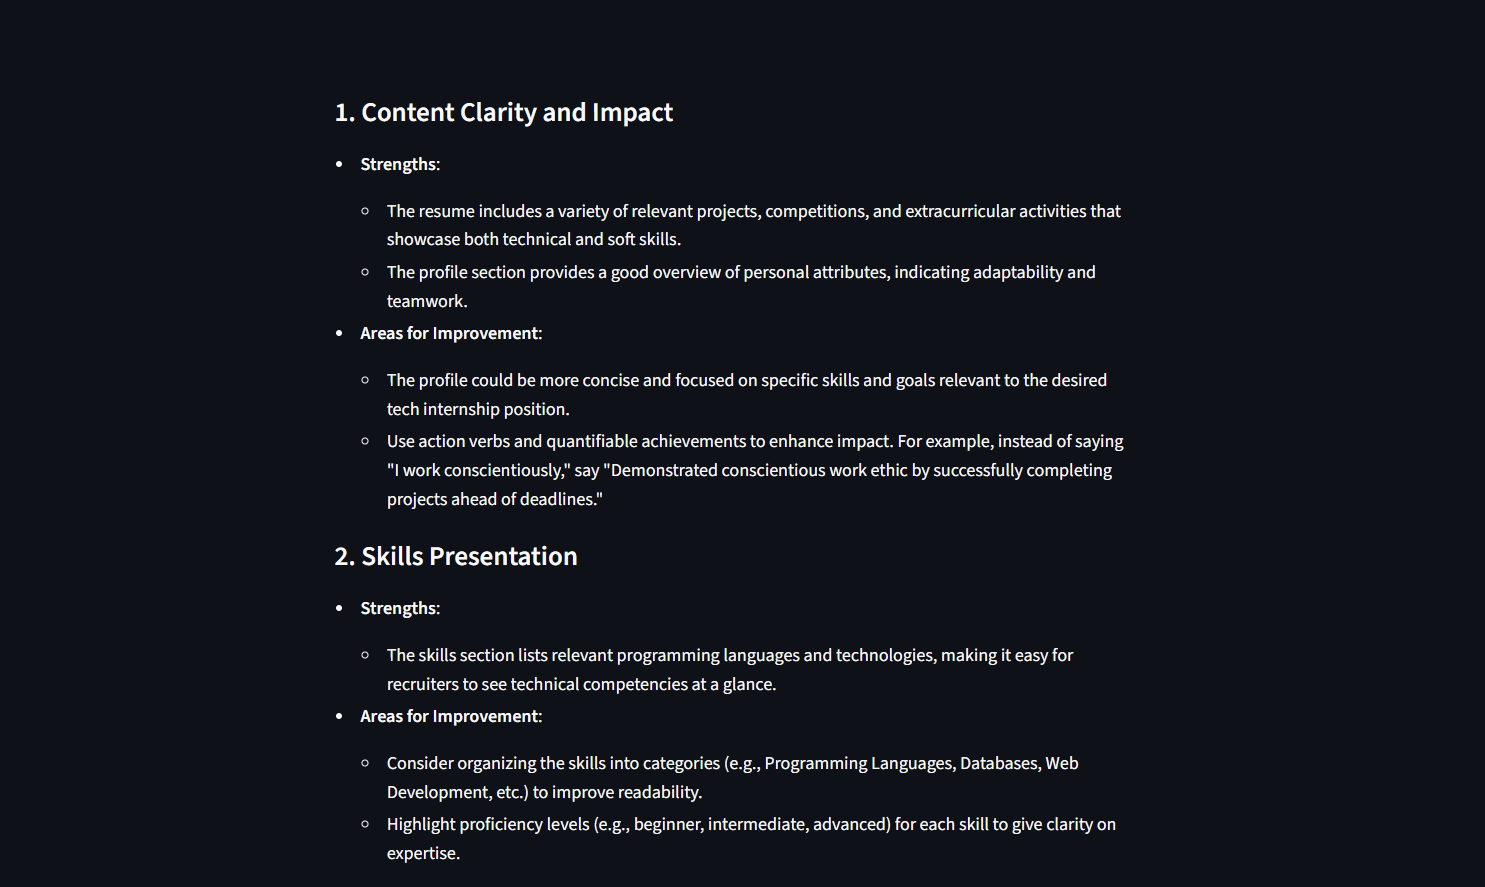 1. Content Clarity and Impact
• Strengths:
◦ The resume includes a variety of relevant projects, competitions, and extracurricular activities that
showcase both technical and soft skills.
◦ The profile section provides a good overview of personal attributes, indicating adaptability and
teamwork.
• Areas for Improvement:
◦ The profile could be more concise and focused on specific skills and goals relevant to the desired
tech internship position.
◦ Use action verbs and quantifiable achievements to enhance impact. For example, instead of saying
"I work conscientiously," say "Demonstrated conscientious work ethic by successfully completing
projects ahead of deadlines."
2. Skills Presentation
• Strengths:
◦ The skills section lists relevant programming languages and technologies, making it easy for
recruiters to see technical competencies at a glance.
• Areas for Improvement:
◦ Consider organizing the skills into categories (e.g., Programming Languages, Databases, Web
Development, etc.) to improve readability.
◦ Highlight proficiency levels (e.g., beginner, intermediate, advanced) for each skill to give clarity on
expertise.